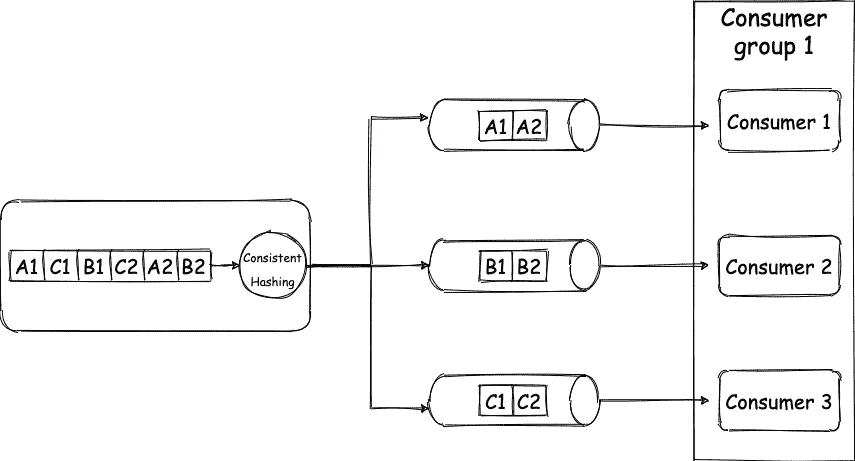 Consumer
group 1
A1 A2
Consumer 1
A1 C1 B1 C2 A2 B2
Consistent
Hashing
B1 B2
Consumer 2
C1 C2
Consumer 3